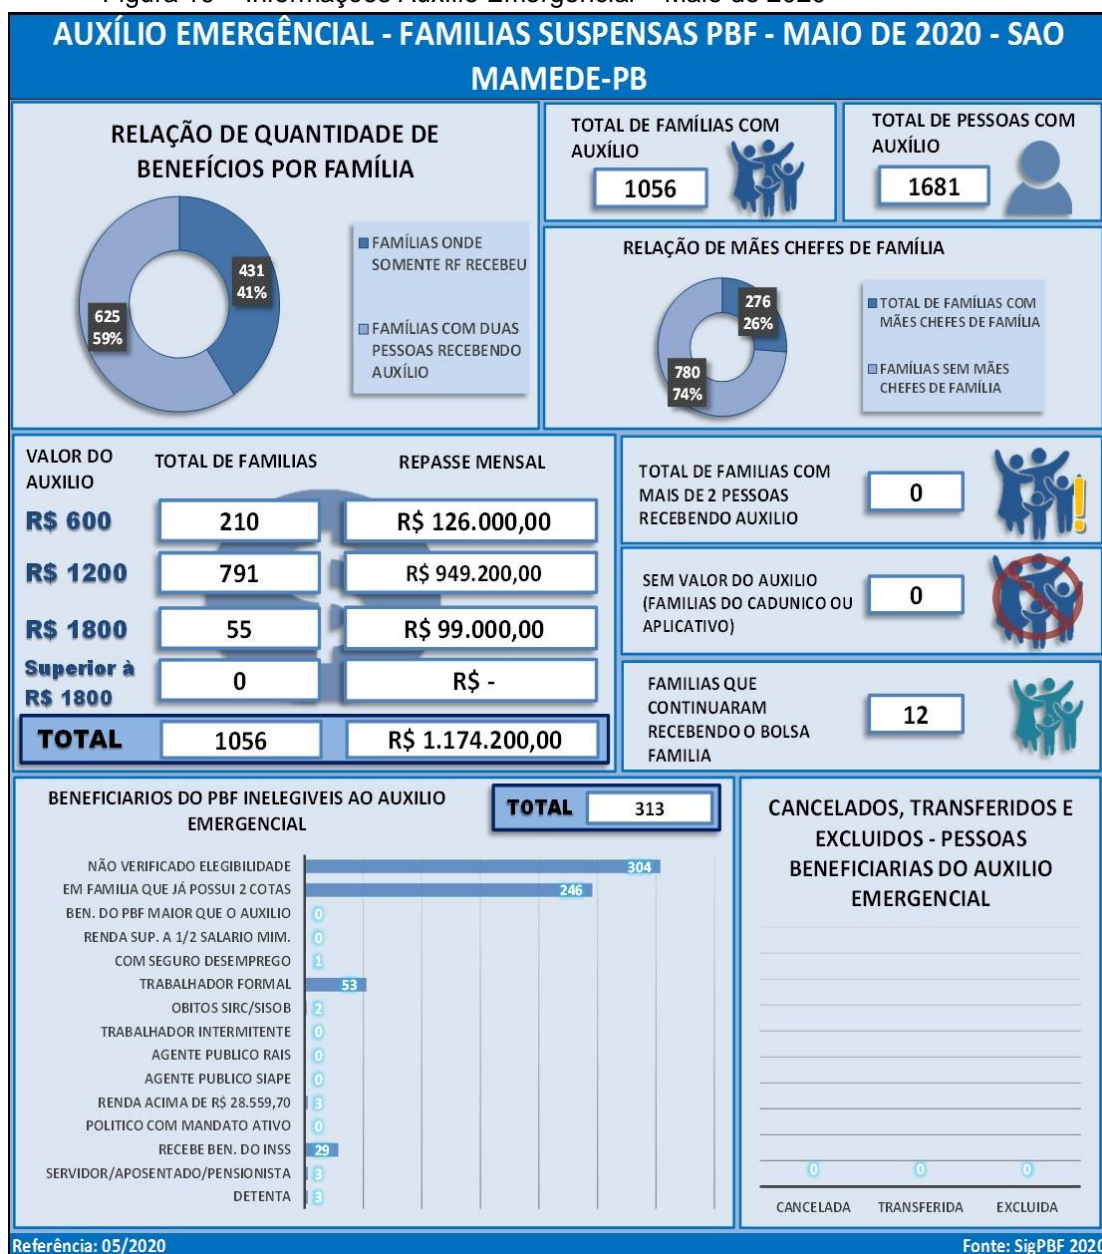 Figura 10 – Informações Auxílio Emergencial – Maio de 2020
AUXÍLIO EMERGÊNCIAL - FAMILIAS SUSPENSAS PBF - MAIO DE 2020 - SAO
MAMEDE-PB
RELAÇÃO DE QUANTIDADE DE
BENEFÍCIOS POR FAMÍLIA
431
41%
625
59%
FAMÍLIAS ONDE
SOMENTE RF RECEBEU
FAMÍLIAS COM DUAS
PESSOAS RECEBENDO
AUXÍLIO
TOTAL DE FAMÍLIAS COM
AUXÍLIO
1056
TOTAL DE PESSOAS COM
AUXÍLIO
1681
RELAÇÃO DE MÃES CHEFES DE FAMÍLIA
276
26%
780
74%
TOTAL DE FAMÍLIAS COM
MÃES CHEFES DE FAMÍLIA
FAMÍLIAS SEM MÃES
CHEFES DE FAMÍLIA
VALOR DO
AUXILIO
TOTAL DE FAMILIAS
REPASSE MENSAL
R$ 600
210
R$ 126.000,00
R$ 1200
791
R$ 949.200,00
R$ 1800
55
R$ 99.000,00
Superior à
R$ 1800
0
R$ -
TOTAL
1056
R$ 1.174.200,00
TOTAL DE FAMILIAS COM
MAIS DE 2 PESSOAS
RECEBENDO AUXILIO
0
SEM VALOR DO AUXILIO
(FAMILIAS DO CADUNICO OU
APLICATIVO)
0
FAMILIAS QUE
CONTINUARAM
RECEBENDO O BOLSA
FAMILIA
12
BENEFICIARIOS DO PBF INELEGIVEIS AO AUXILIO
EMERGENCIAL
TOTAL
313
NÃO VERIFICADO ELEGIBILIDADE 304
EM FAMILIA QUE JÁ POSSUI 2 COTAS 246
BEN. DO PBF MAIOR QUE O AUXILIO 0
RENDA SUP. A 1/2 SALARIO MIM. 0
COM SEGURO DESEMPREGO 1
TRABALHADOR FORMAL 53
OBITOS SIRC/SISOB 2
TRABALHADOR INTERMITENTE 0
AGENTE PUBLICO RAIS 0
AGENTE PUBLICO SIAPE 0
RENDA ACIMA DE R$ 28.559,70 3
POLITICO COM MANDATO ATIVO 0
RECEBE BEN. DO INSS 29
SERVIDOR/APOSENTADO/PENSIONISTA 3
DETENTA 3
CANCELADOS, TRANSFERIDOS E
EXCLUIDOS - PESSOAS
BENEFICIARIAS DO AUXILIO
EMERGENCIAL
0 0 0
CANCELADA TRANSFERIDA EXCLUIDA
Referência: 05/2020
Fonte: SigPBF 2020